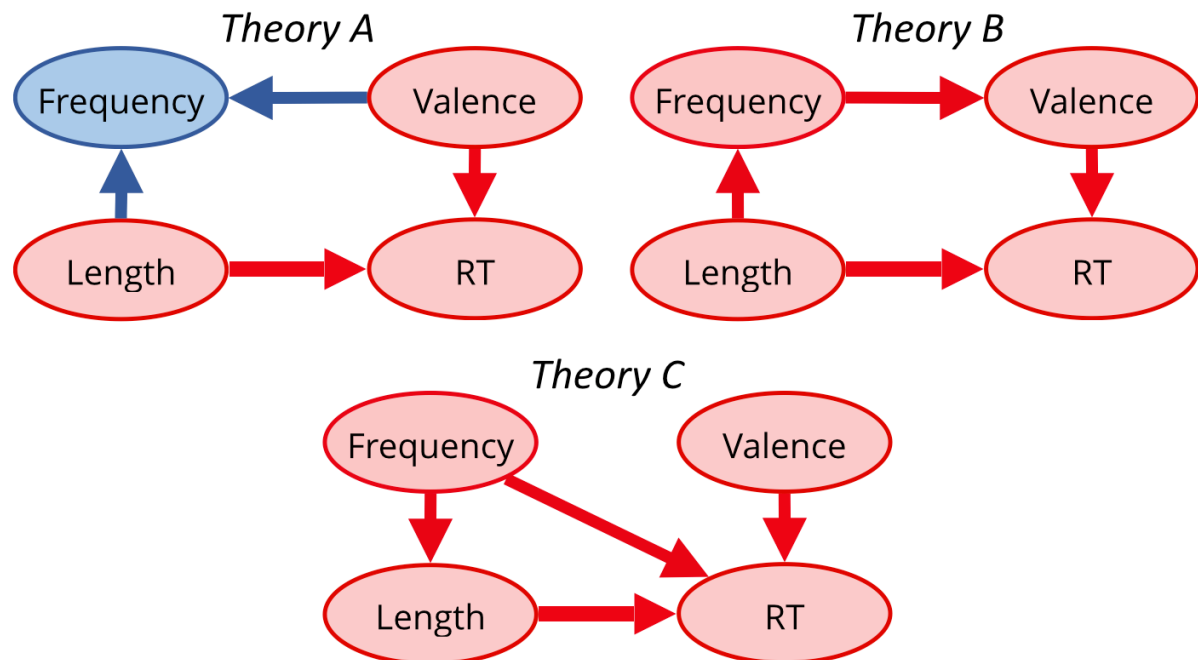 Theory A
Frequency
Valence
Length
RT
Theory B
Frequency
Valence
Length
RT
Theory C
Frequency
Valence
Length
RT